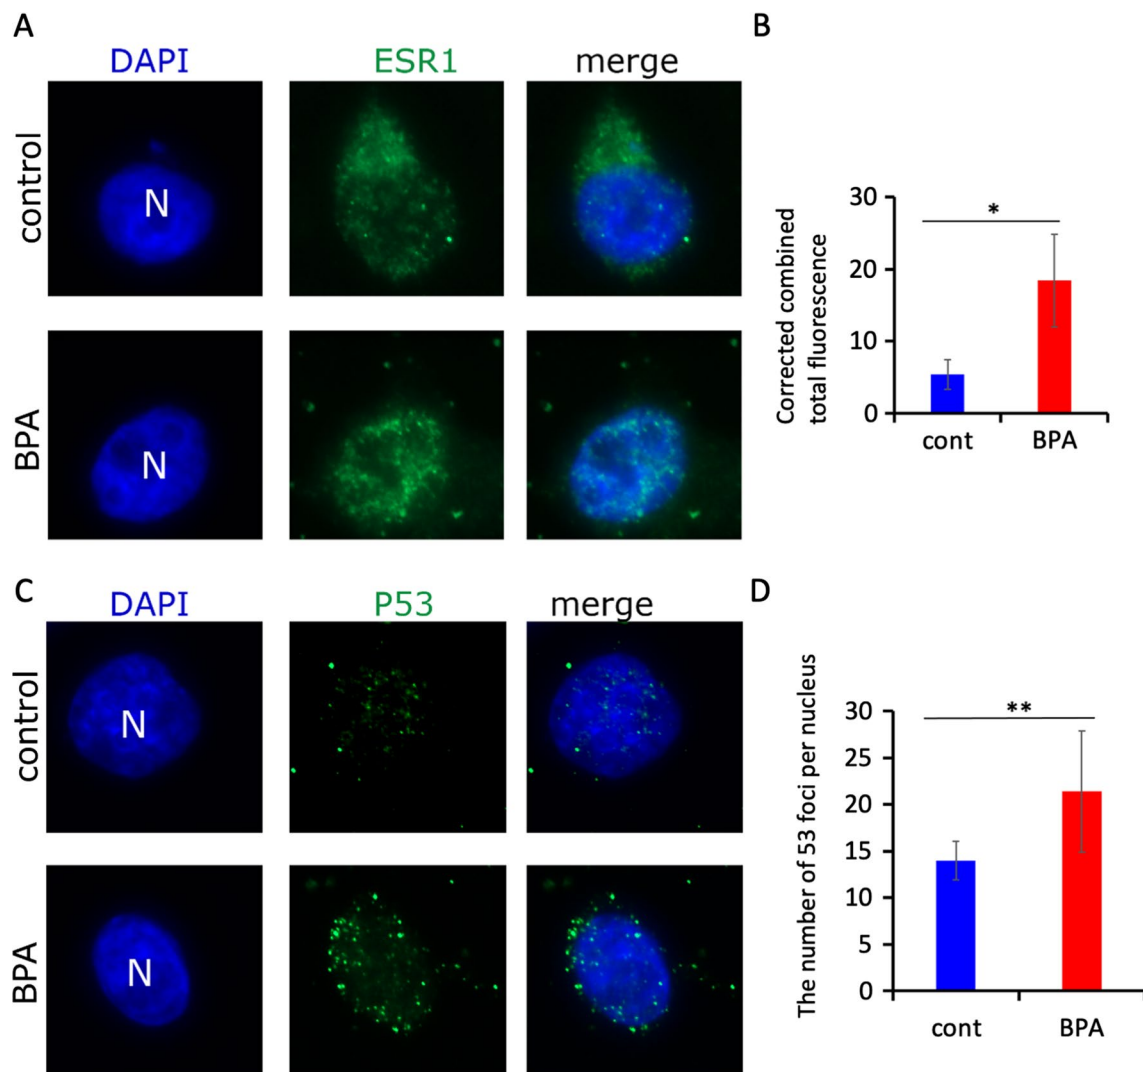 A
DAPI
ESR1
merge
control
N
BPA
N
B
Corrected combined
total fluorescence
30
20
10
0
*
cont
BPA
C
DAPI
P53
merge
control
N
BPA
N
D
The number of 53 foci per nucleus
30
25
20
15
10
5
0
**
cont
BPA